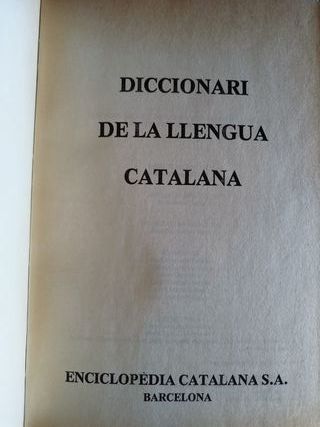 DICCIONARI
DE LA LLENGUA
CATALANA
ENCICLOPÈDIA CATALANA S.A.
BARCELONA